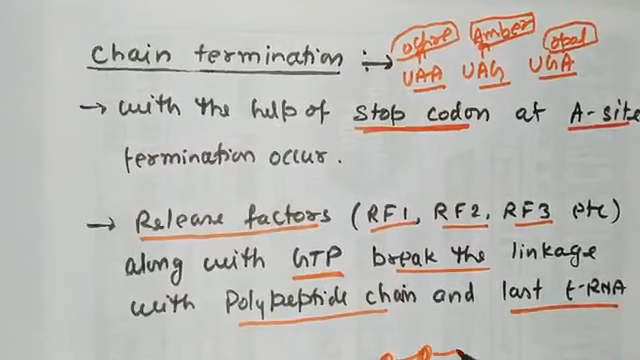 ochre Amber opal
Chain termination :→ UAA UAG UGA
→ with the help of stop codon at A-site
termination occur.
→ Release factors (RF1, RF2, RF3 etc)
along with GTP break the linkage
with Polypeptide chain and last t-RNA